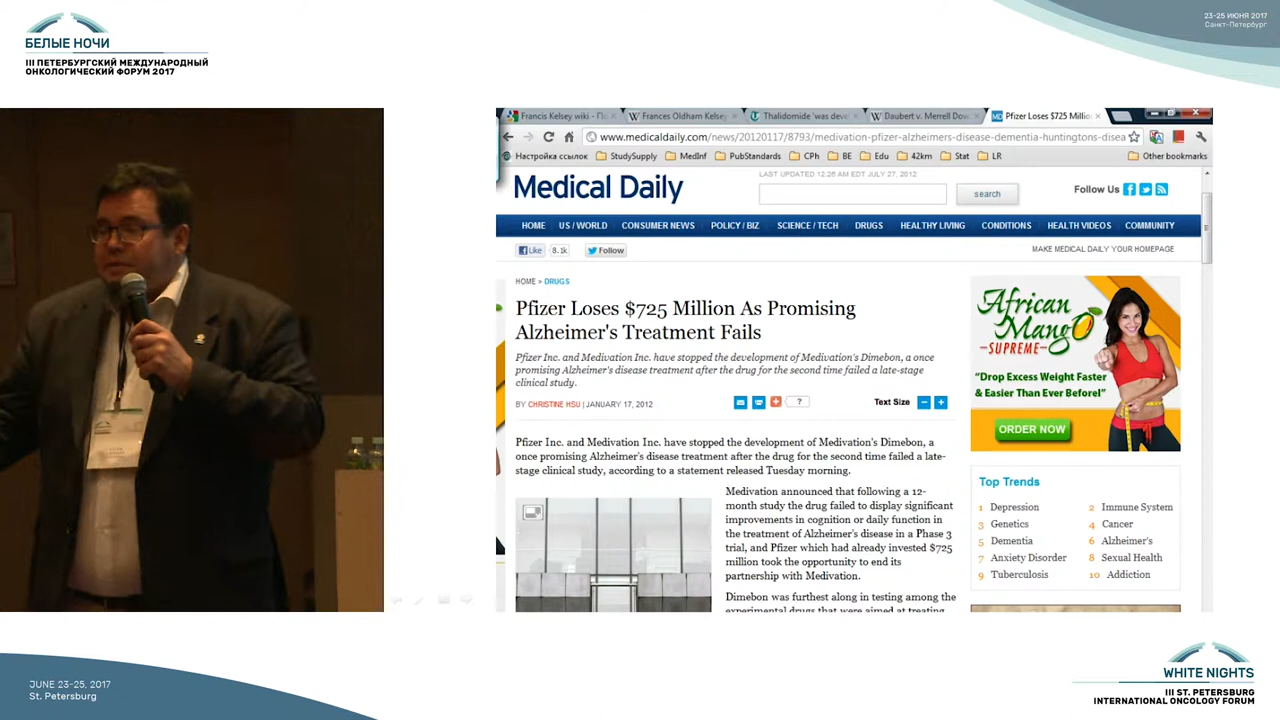 БЕЛЫЕ НОЧИ
III ПЕТЕРБУРГСКИЙ МЕЖДУНАРОДНЫЙ
ОНКОЛОГИЧЕСКИЙ ФОРУМ 2017
23-25 ИЮНЯ 2017
Санкт-Петербург
Francis Kelsey wiki - По
Frances Oldham Kelsey
Thalidomide 'was deve
Daubert v. Merrell Dow
Pfizer Loses $725 Millio
www.medicaldaily.com/news/20120117/8793/medivation-pfizer-alzheimers-disease-dementia-huntingtons-disea
Настройка ссылок StudySupply MedInf PubStandards CPh BE Edu 42km Stat LR Other bookmarks
LAST UPDATED 12.26 AM EDT JULY 27, 2012
Medical Daily
search
Follow Us
HOME US / WORLD CONSUMER NEWS POLICY / BIZ SCIENCE / TECH DRUGS HEALTHY LIVING CONDITIONS HEALTH VIDEOS COMMUNITY
Like 8.1k Follow
MAKE MEDICAL DAILY YOUR HOMEPAGE
HOME > DRUGS
Pfizer Loses $725 Million As Promising
Alzheimer's Treatment Fails
Pfizer Inc. and Medivation Inc. have stopped the development of Medivation's Dimebon, a once
promising Alzheimer's disease treatment after the drug for the second time failed a late-stage
clinical study.
BY CHRISTINE HSU | JANUARY 17, 2012
?
Text Size
Pfizer Inc. and Medivation Inc. have stopped the development of Medivation's Dimebon, a
once promising Alzheimer's disease treatment after the drug for the second time failed a late-
stage clinical study, according to a statement released Tuesday morning.
Medivation announced that following a 12-
month study the drug failed to display significant
improvements in cognition or daily function in
the treatment of Alzheimer's disease in a Phase 3
trial, and Pfizer which had already invested $725
million took the opportunity to end its
partnership with Medivation.
Dimebon was furthest along in testing among the
experimental drugs that were aimed at treating
African
Mango
SUPREME
"Drop Excess Weight Faster
& Easier Than Ever Before!"
ORDER NOW
Top Trends
1 Depression 2 Immune System
3 Genetics 4 Cancer
5 Dementia 6 Alzheimer's
7 Anxiety Disorder 8 Sexual Health
9 Tuberculosis 10 Addiction
JUNE 23-25, 2017
St. Petersburg
WHITE NIGHTS
III ST. PETERSBURG
INTERNATIONAL ONCOLOGY FORUM